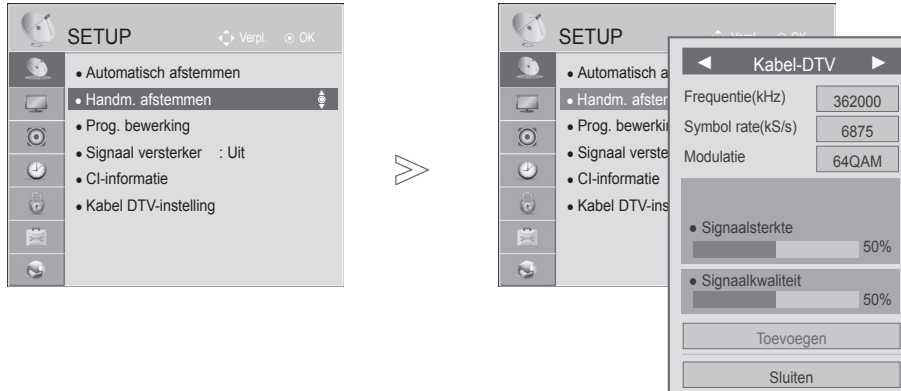 SETUP
Verpl. OK
● Automatisch afstemmen
● Handm. afstemmen
● Prog. bewerking
● Signaal versterker : Uit
● CI-informatie
● Kabel DTV-instelling
SETUP
● Automatisch a
● Handm. afster
● Prog. bewerki
● Signaal verste
● CI-informatie
● Kabel DTV-ins
◄ Kabel-DTV ►
Frequentie(kHz) 362000
Symbol rate(kS/s) 6875
Modulatie 64QAM
● Signaalsterkte
50%
● Signaalkwaliteit
50%
Toevoegen
Sluiten